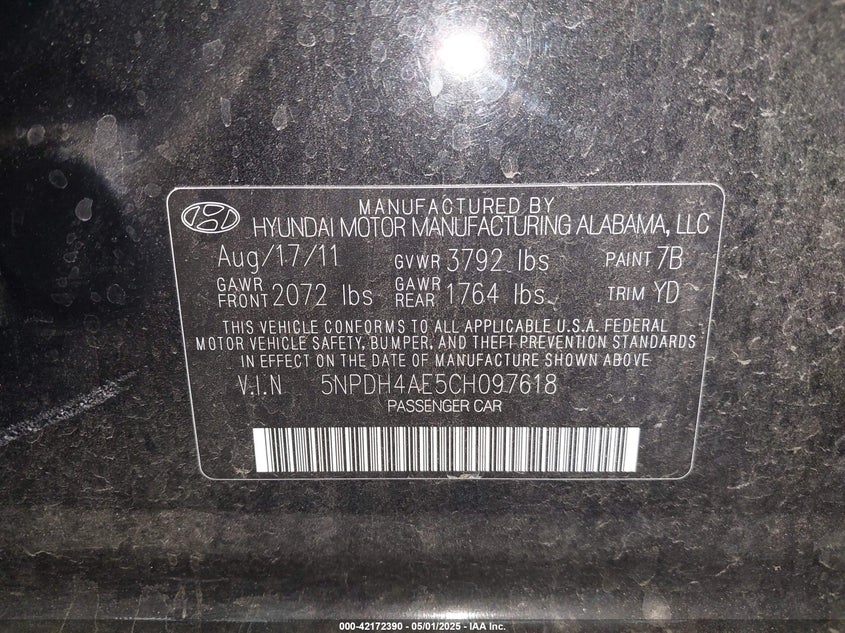 MANUFACTURED BY
HYUNDAI MOTOR MANUFACTURING ALABAMA, LLC
Aug/17/11 GVWR 3792 lbs PAINT 7B
GAWR FRONT 2072 lbs GAWR REAR 1764 lbs. TRIM YD
THIS VEHICLE CONFORMS TO ALL APPLICABLE U.S.A. FEDERAL
MOTOR VEHICLE SAFETY, BUMPER, AND THEFT PREVENTION STANDARDS
IN EFFECT ON THE DATE OF MANUFACTURE SHOWN ABOVE.
V.I.N 5NPDH4AE5CH097618
PASSENGER CAR
000-42172390 - 05/01/2025 - IAA Inc.